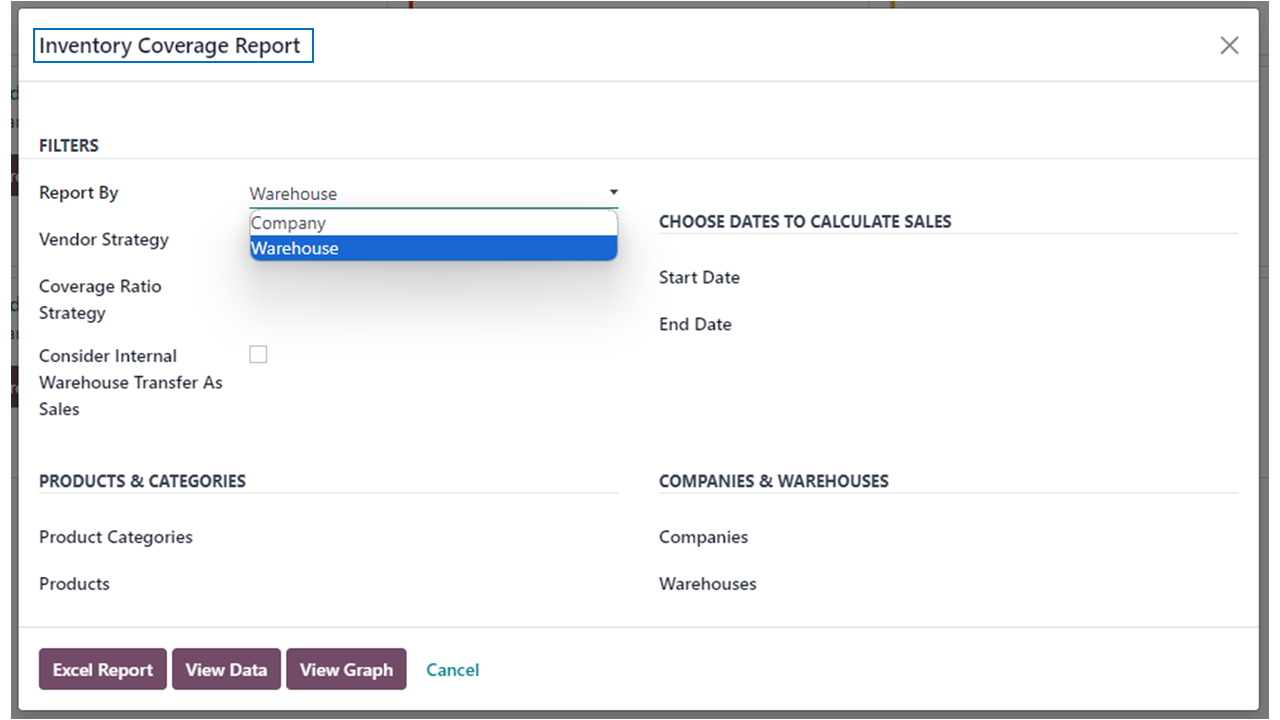 Inventory Coverage Report
FILTERS
Report By
Warehouse
Company
Warehouse
Vendor Strategy
Coverage Ratio
Strategy
Consider Internal
Warehouse Transfer As
Sales
CHOOSE DATES TO CALCULATE SALES
Start Date
End Date
PRODUCTS & CATEGORIES
Product Categories
Products
COMPANIES & WAREHOUSES
Companies
Warehouses
Excel Report
View Data
View Graph
Cancel